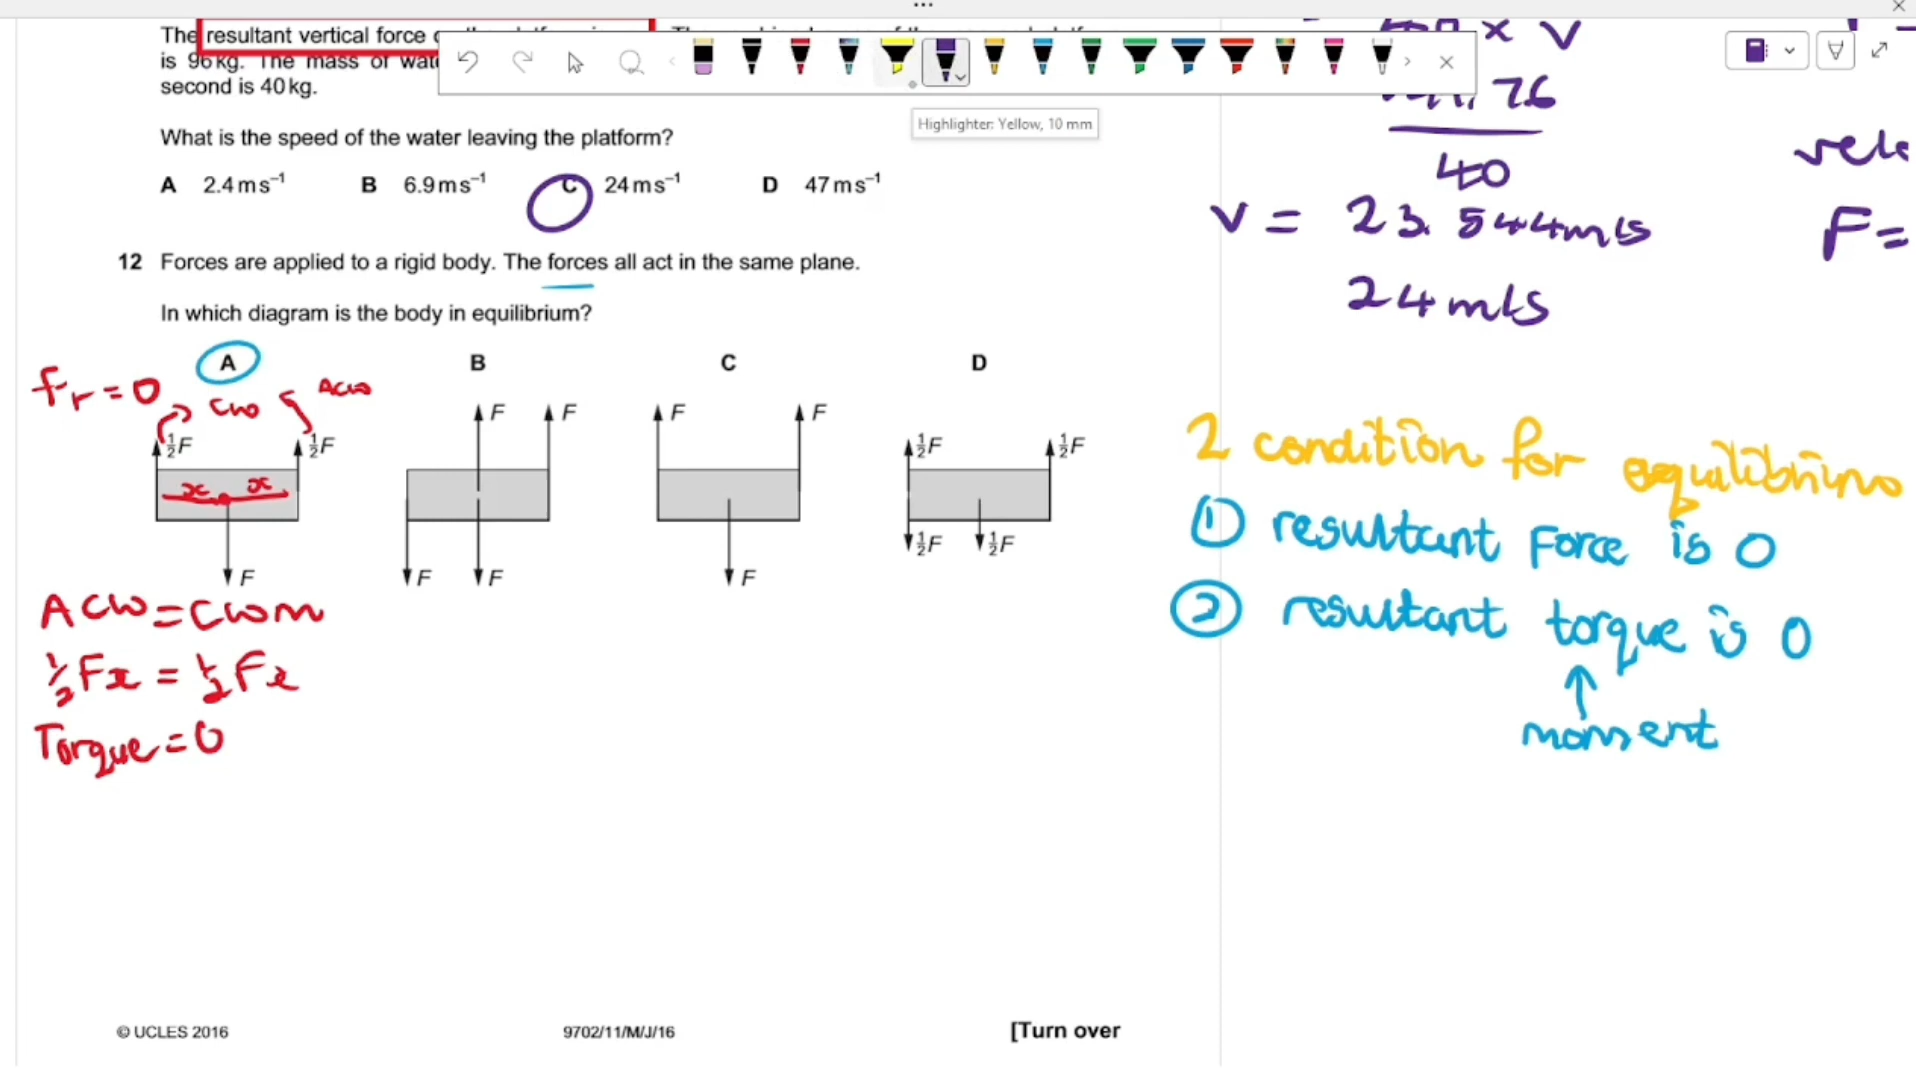 The resultant vertical force
is 96 kg. The mass of wat
second is 40 kg.
Highlighter: Yellow, 10 mm
What is the speed of the water leaving the platform?
A 2.4 m s⁻¹ B 6.9 m s⁻¹ C 24 m s⁻¹ D 47 m s⁻¹
x V
76
40
V = 23.544 m/s
24 m/s
F =
12 Forces are applied to a rigid body. The forces all act in the same plane.
In which diagram is the body in equilibrium?
A B C D
Fr = 0
CW
ACW
½F ½F
x x
F
F F
F F
F F
F
½F ½F
½F ½F
ACW = CWM
½Fx = ½Fx
Torque = 0
2 condition for
① resultant Force is 0
② resultant torque is 0
↑
moment
© UCLES 2016 9702/11/M/J/16 [Turn over